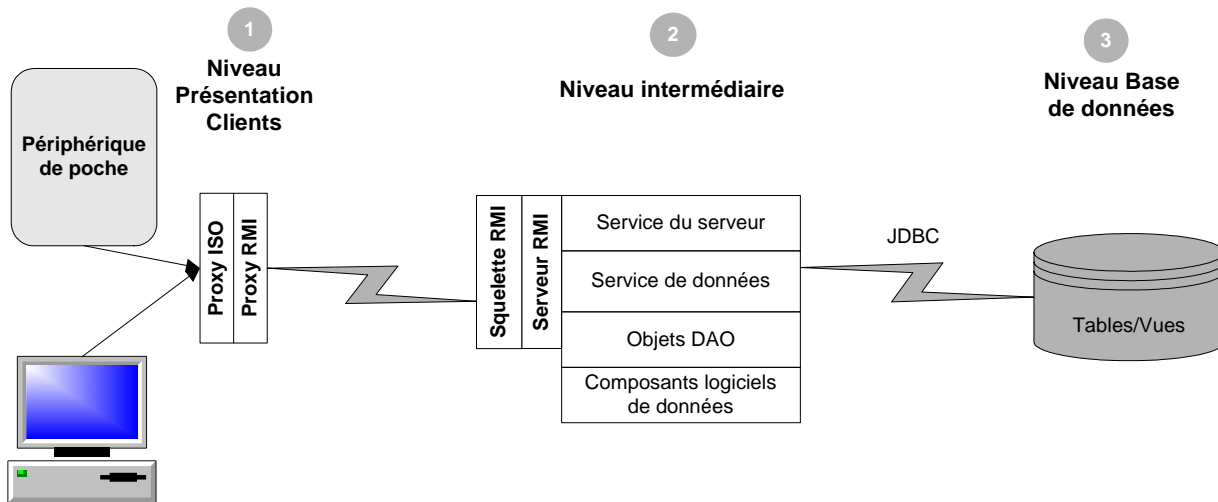 1
Niveau
Présentation
Clients
2
Niveau intermédiaire
3
Niveau Base
de données
Périphérique
de poche
Proxy ISO
Proxy RMI
Squelette RMI
Serveur RMI
Service du serveur
Service de données
Objets DAO
Composants logiciels
de données
JDBC
Tables/Vues